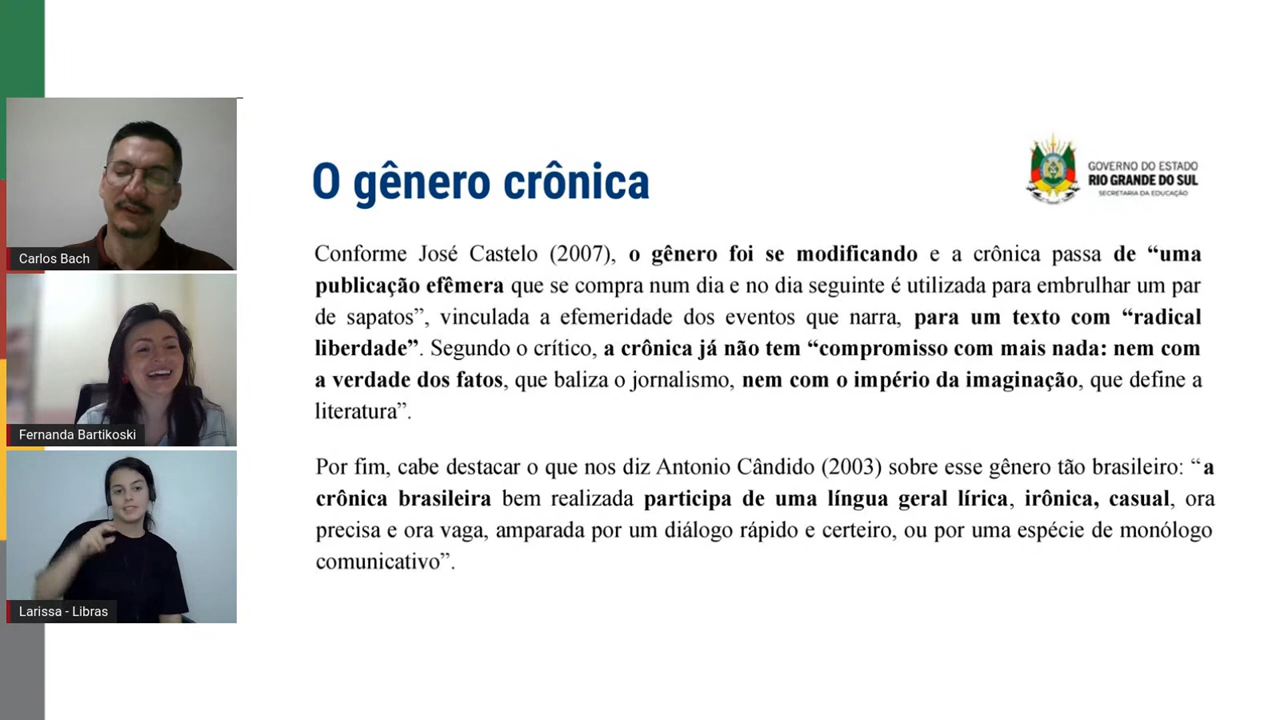 O gênero crônica
GOVERNO DO ESTADO
RIO GRANDE DO SUL
SECRETARIA DA EDUCAÇÃO
Conforme José Castelo (2007), o gênero foi se modificando e a crônica passa de “uma
publicação efêmera que se compra num dia e no dia seguinte é utilizada para embrulhar um par
de sapatos”, vinculada a efemeridade dos eventos que narra, para um texto com “radical
liberdade”. Segundo o crítico, a crônica já não tem “compromisso com mais nada: nem com
a verdade dos fatos, que baliza o jornalismo, nem com o império da imaginação, que define a
literatura”.
Por fim, cabe destacar o que nos diz Antonio Cândido (2003) sobre esse gênero tão brasileiro: “a
crônica brasileira bem realizada participa de uma língua geral lírica, irônica, casual, ora
precisa e ora vaga, amparada por um diálogo rápido e certeiro, ou por uma espécie de monólogo
comunicativo”.
Carlos Bach
Fernanda Bartikoski
Larissa - Libras